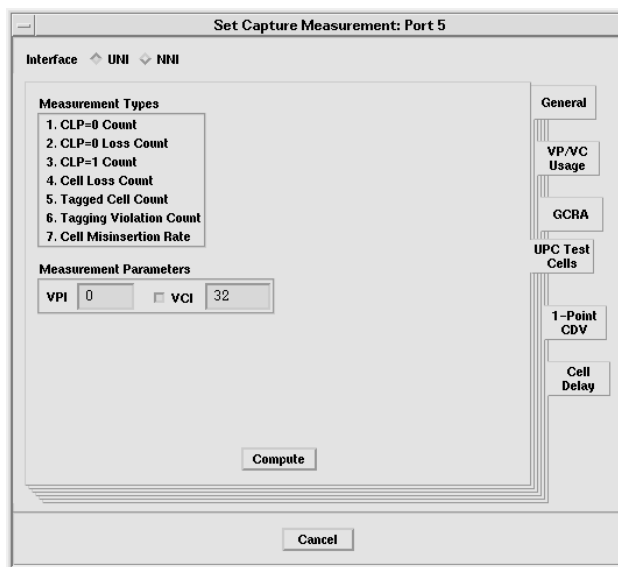 Set Capture Measurement: Port 5
Interface UNI NNI
Measurement Types
1. CLP=0 Count
2. CLP=0 Loss Count
3. CLP=1 Count
4. Cell Loss Count
5. Tagged Cell Count
6. Tagging Violation Count
7. Cell Misinsertion Rate
Measurement Parameters
VPI 0 VCI 32
Compute
General
VP/VC
Usage
GCRA
UPC Test
Cells
1-Point
CDV
Cell
Delay
Cancel